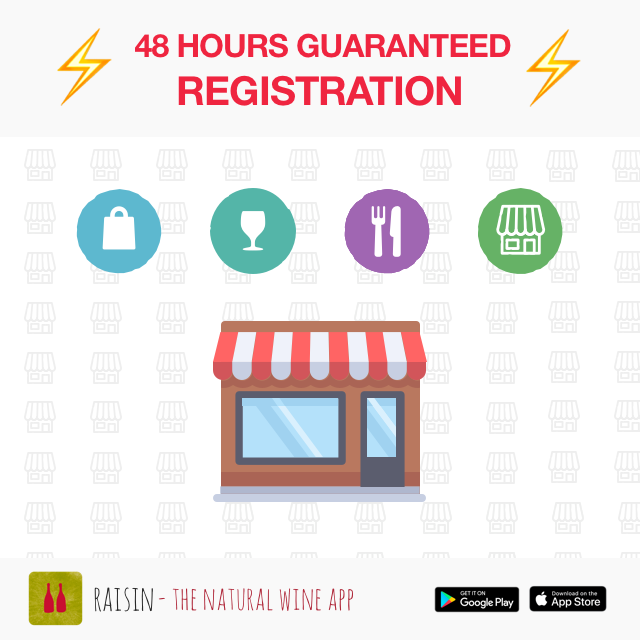 48 HOURS GUARANTEED
REGISTRATION
RAISIN - THE NATURAL WINE APP
GET IT ON
Google Play
Download on the
App Store